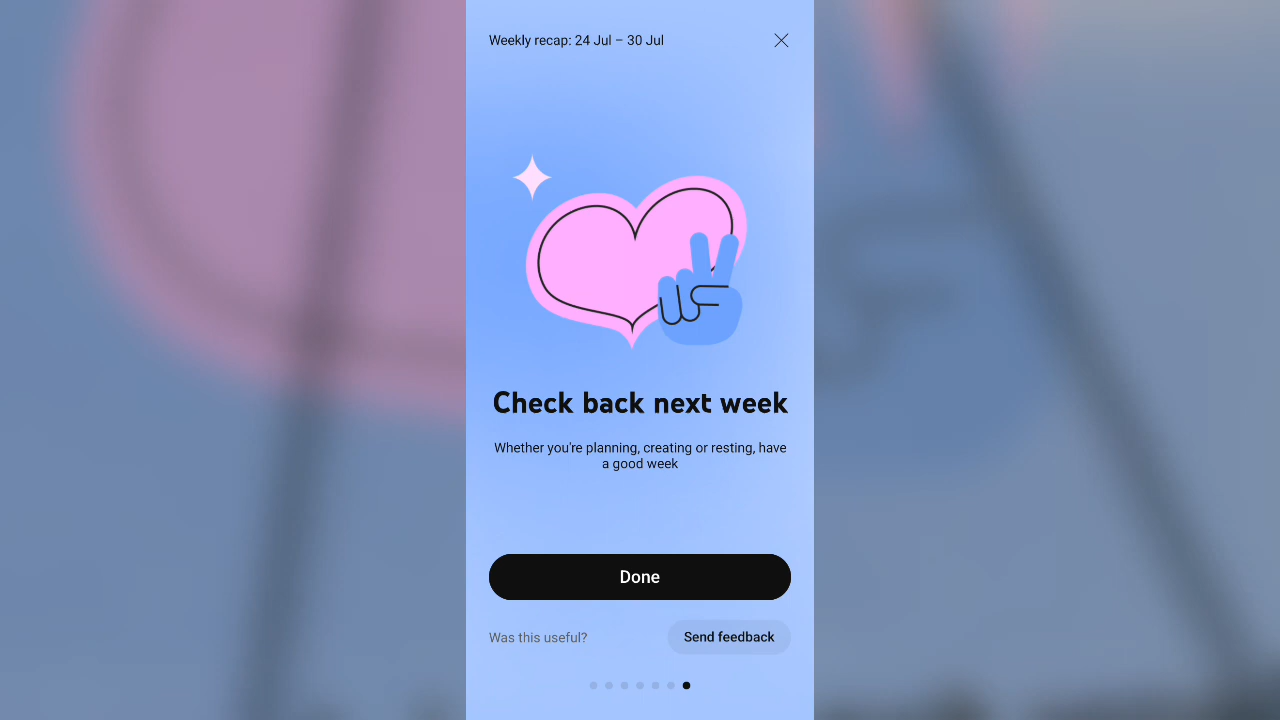 Weekly recap: 24 Jul – 30 Jul
Check back next week
Whether you're planning, creating or resting, have
a good week
Done
Was this useful?
Send feedback